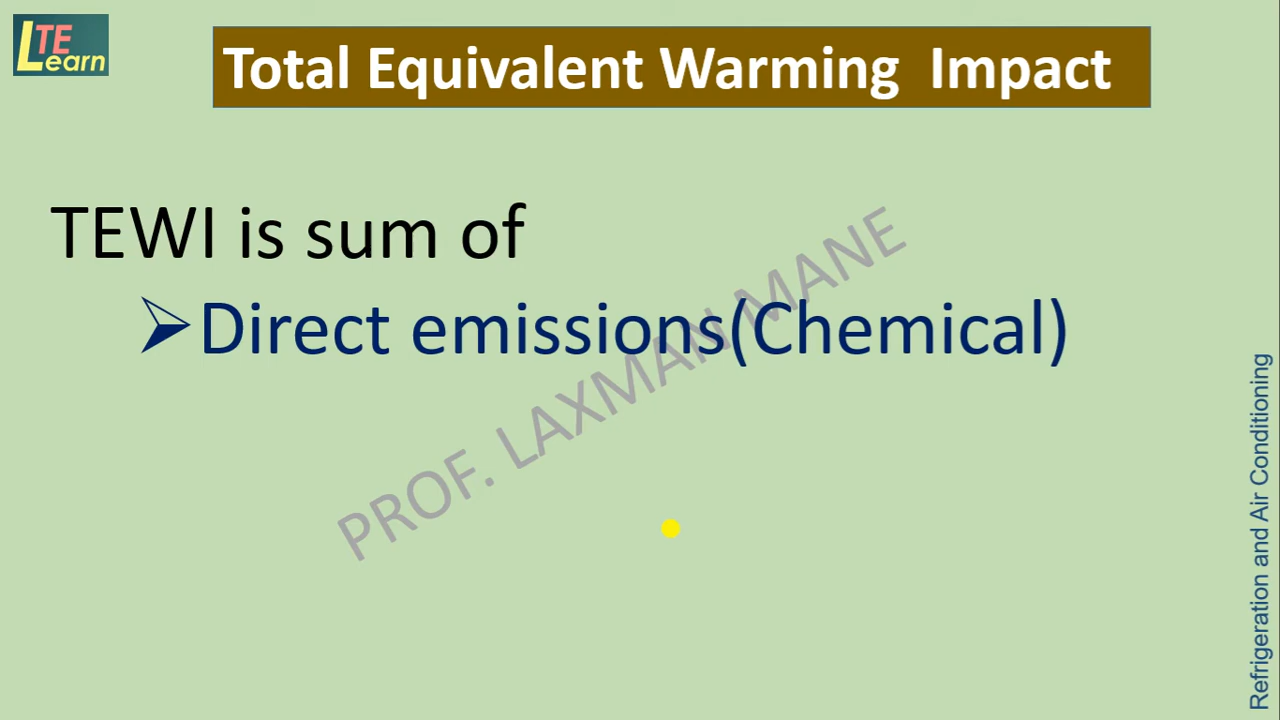 LTE Learn
Total Equivalent Warming Impact
TEWI is sum of
Direct emissions(Chemical)
PROF. LAXMAN MANE
Refrigeration and Air Conditioning